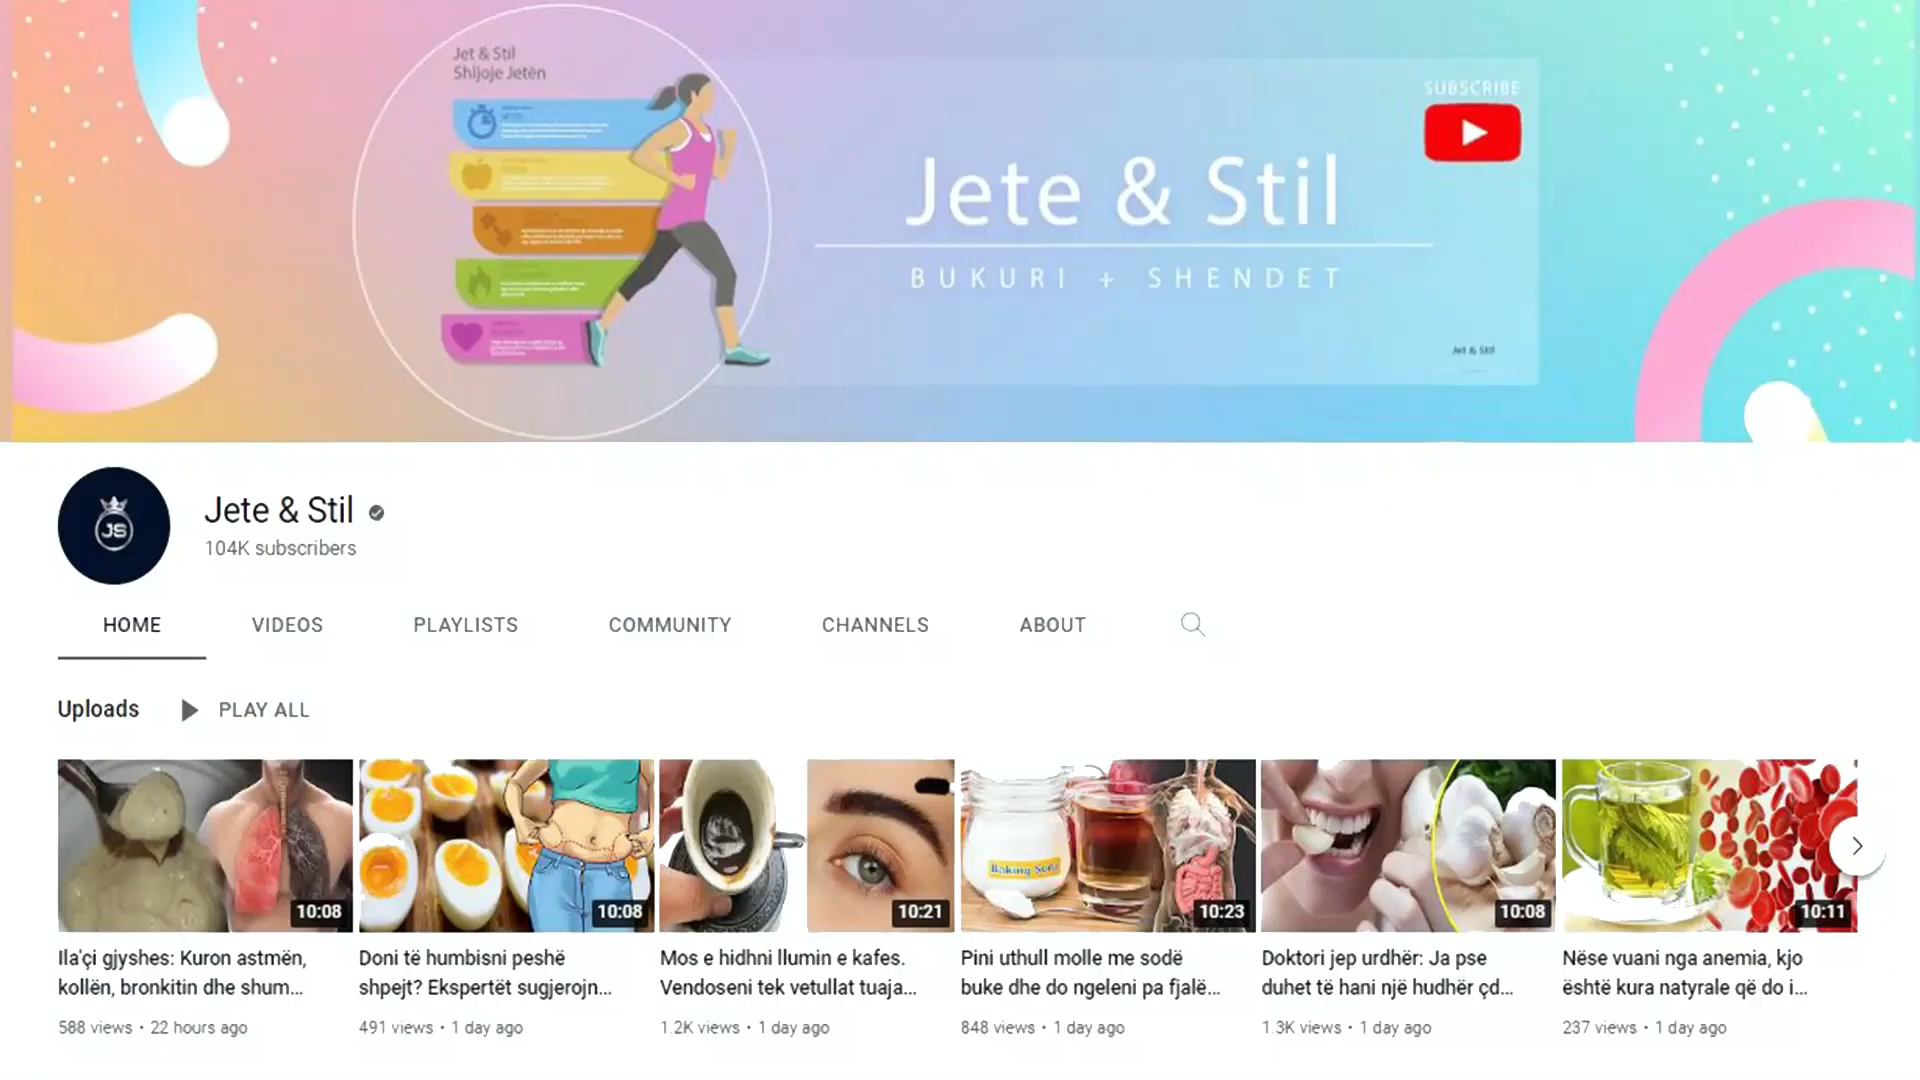 Jet & Stil
Shijoje Jetën
SUBSCRIBE
Jete & Stil
BUKURI + SHENDET
Jet & Stil
JS
Jete & Stil
104K subscribers
HOME VIDEOS PLAYLISTS COMMUNITY CHANNELS ABOUT
Uploads PLAY ALL
Baking Soda
10:08 10:08 10:21 10:23 10:08 10:11
Ila'çi gjyshes: Kuron astmën,
kollën, bronkitin dhe shum...
588 views • 22 hours ago
Doni të humbisni peshë
shpejt? Ekspertët sugjerojn...
491 views • 1 day ago
Mos e hidhni llumin e kafes.
Vendoseni tek vetullat tuaja...
1.2K views • 1 day ago
Pini uthull molle me sodë
buke dhe do ngeleni pa fjalë...
848 views • 1 day ago
Doktori jep urdhër: Ja pse
duhet të hani një hudhër çd...
1.3K views • 1 day ago
Nëse vuani nga anemia, kjo
është kura natyrale që do i...
237 views • 1 day ago